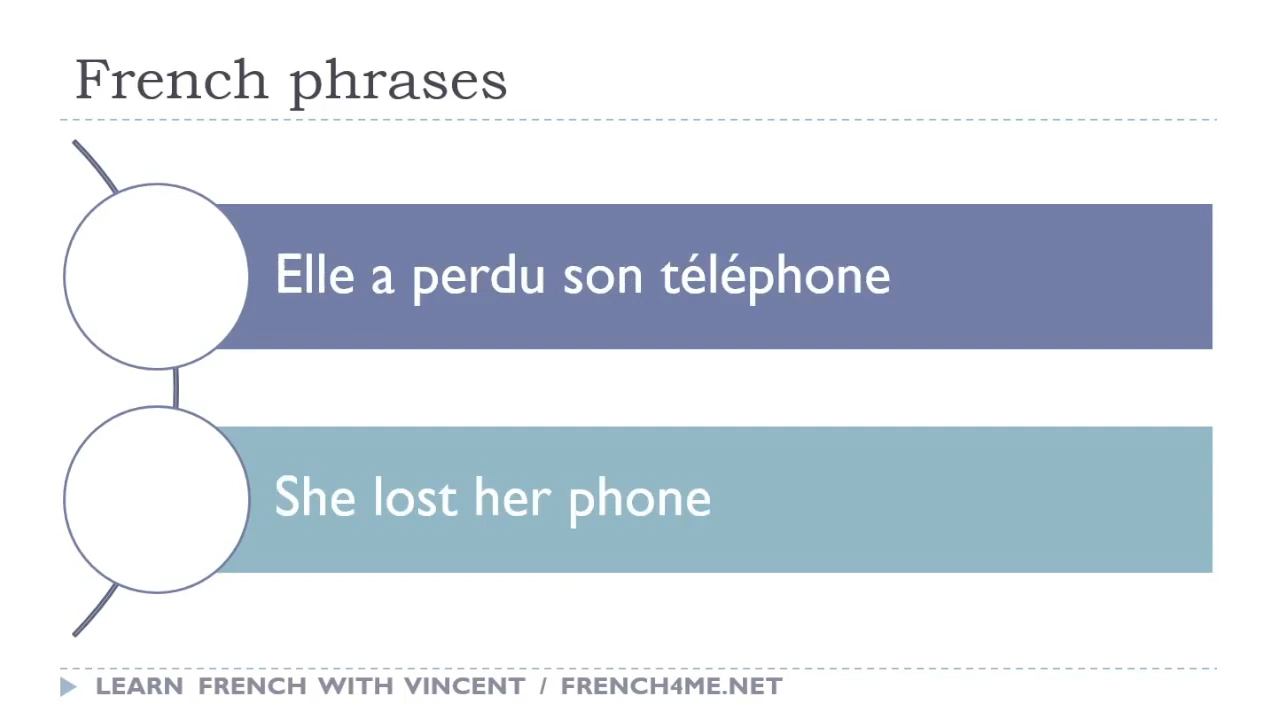 French phrases
Elle a perdu son téléphone
She lost her phone
LEARN FRENCH WITH VINCENT / FRENCH4ME.NET